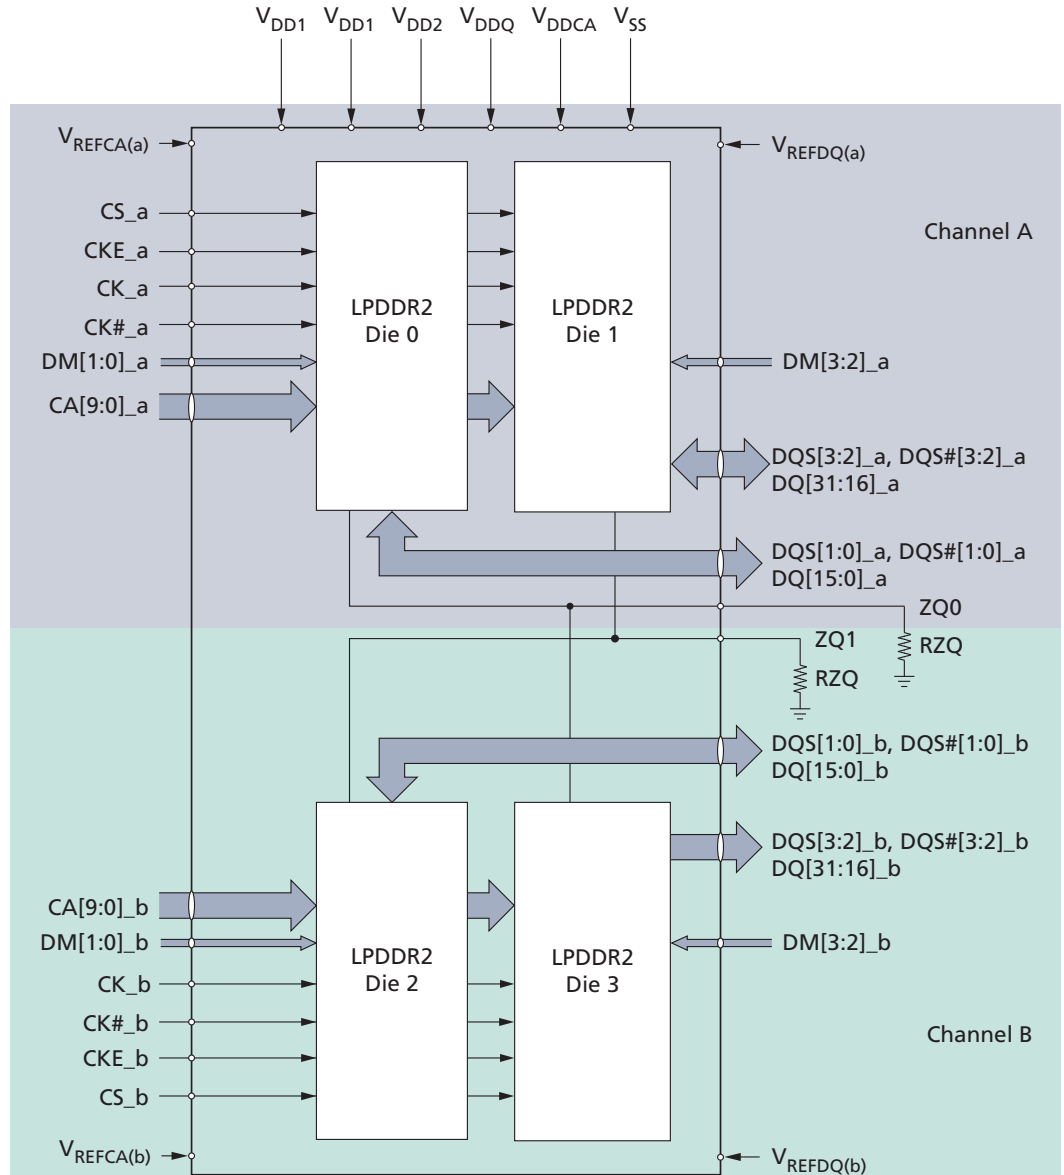 VDD1 VDD1 VDD2 VDDQ VDDCA VSS
VREFCA(a)
VREFDQ(a)
CS_a
Channel A
CKE_a
CK_a
CK#_a
LPDDR2
Die 0
LPDDR2
Die 1
DM[1:0]_a
DM[3:2]_a
CA[9:0]_a
DQS[3:2]_a, DQS#[3:2]_a
DQ[31:16]_a
DQS[1:0]_a, DQS#[1:0]_a
DQ[15:0]_a
ZQ0
RZQ
ZQ1
RZQ
DQS[1:0]_b, DQS#[1:0]_b
DQ[15:0]_b
DQS[3:2]_b, DQS#[3:2]_b
DQ[31:16]_b
CA[9:0]_b
DM[1:0]_b
DM[3:2]_b
LPDDR2
Die 2
LPDDR2
Die 3
CK_b
CK#_b
Channel B
CKE_b
CS_b
VREFCA(b)
VREFDQ(b)